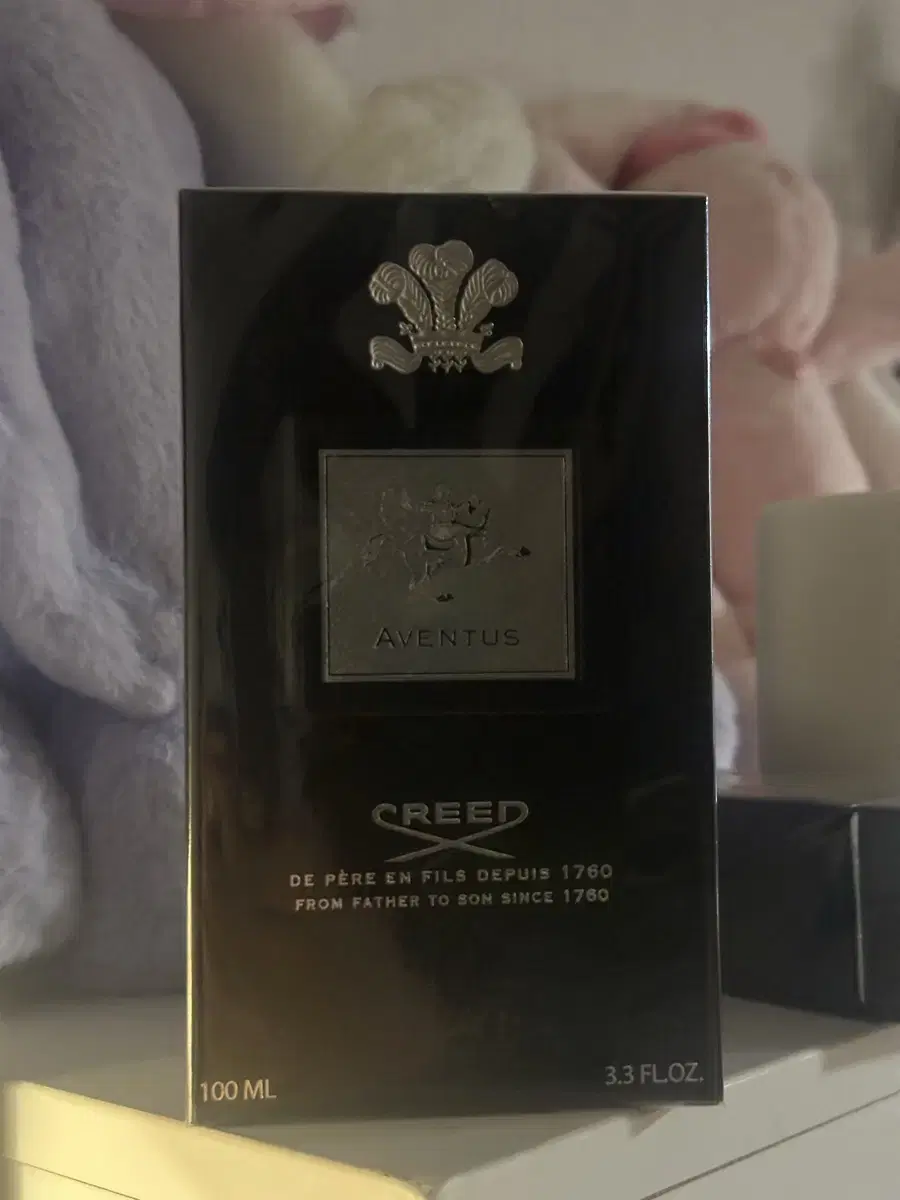 AVENTUS
CREED
DE PÈRE EN FILS DEPUIS 1760
FROM FATHER TO SON SINCE 1760
100 ML
3.3 FL.OZ.